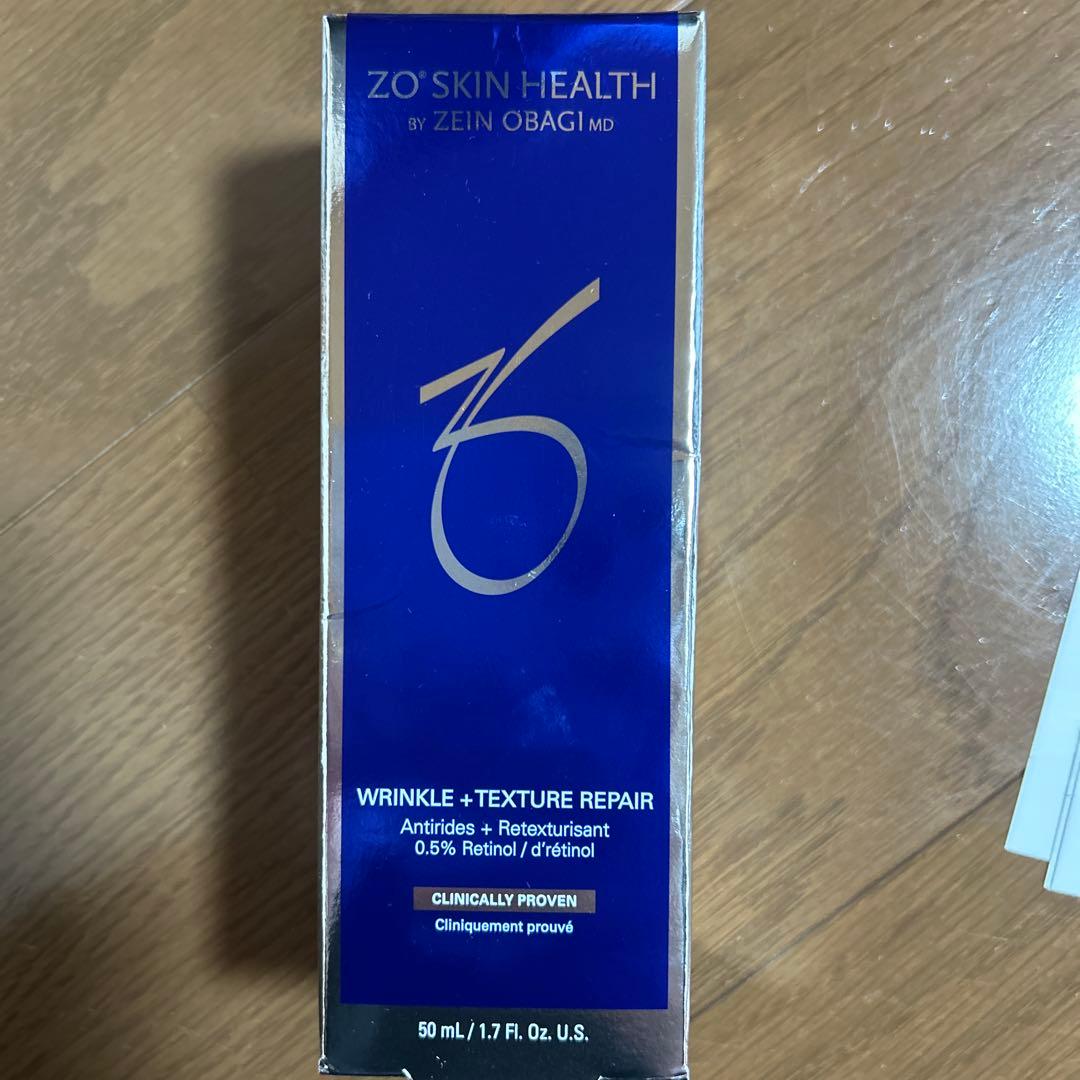 ZO® SKIN HEALTH
BY ZEIN OBAGI MD
WRINKLE + TEXTURE REPAIR
Antirides + Retexturisant
0.5% Retinol / d'rétinol
CLINICALLY PROVEN
Cliniquement prouvé
50 mL / 1.7 Fl. Oz. U.S.